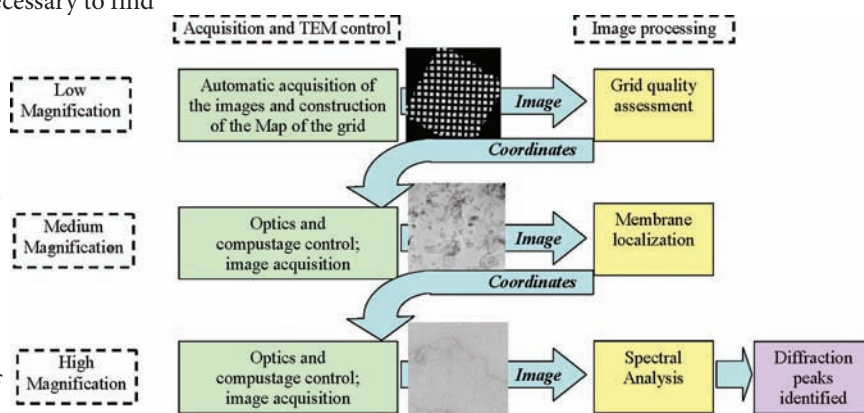 necessary to find
Acquisition and TEM control
Image processing
Low
Magnification
Automatic acquisition of
the images and construction
of the Map of the grid
Image
Grid quality
assessment
Coordinates
Medium
Magnification
Optics and
compustage control;
image acquisition
Image
Membrane
localization
Coordinates
High
Magnification
Optics and
compustage control;
image acquisition
Image
Spectral
Analysis
Diffraction
peaks
identified